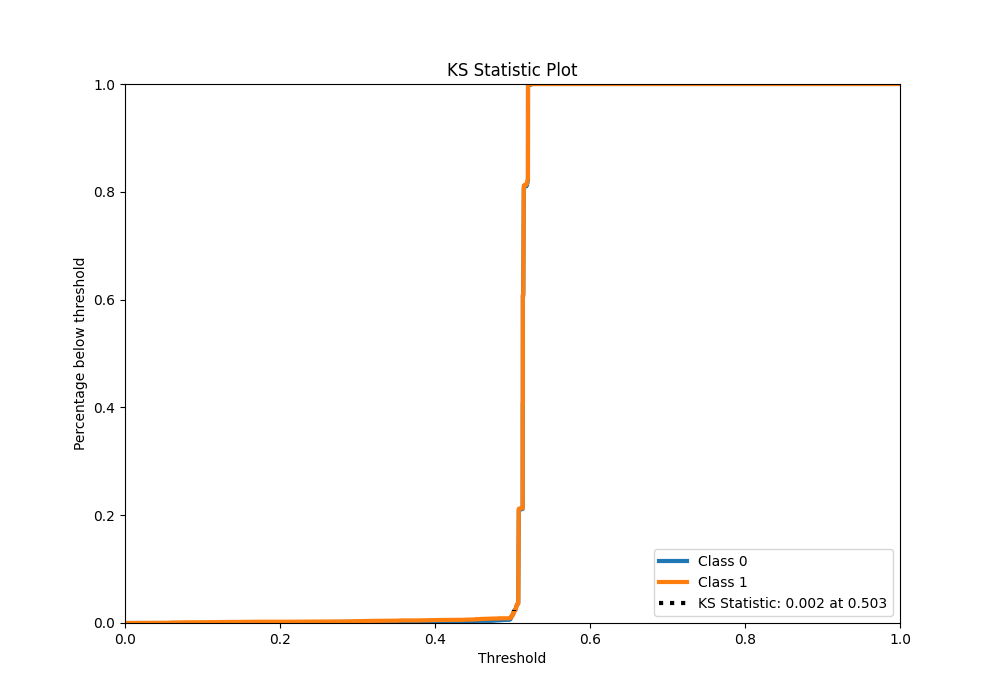 KS Statistic Plot
1.0
0.8
0.6
0.4
0.2
0.0
Percentage below threshold
0.0 0.2 0.4 0.6 0.8 1.0
Threshold
Class 0
Class 1
KS Statistic: 0.002 at 0.503